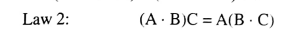 Law 2: (A · B)C = A(B · C)